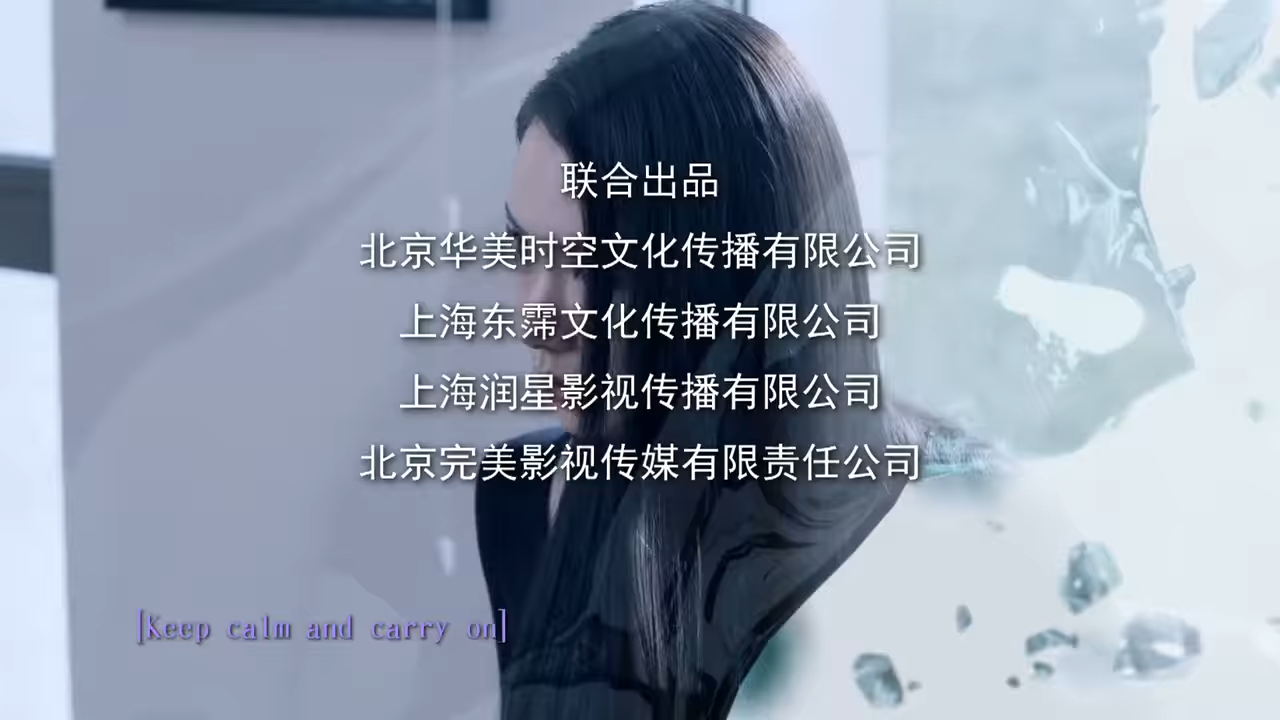 联合出品
北京华美时空文化传播有限公司
上海东霈文化传播有限公司
上海润星影视传播有限公司
北京完美影视传媒有限责任公司
[Keep calm and carry on]